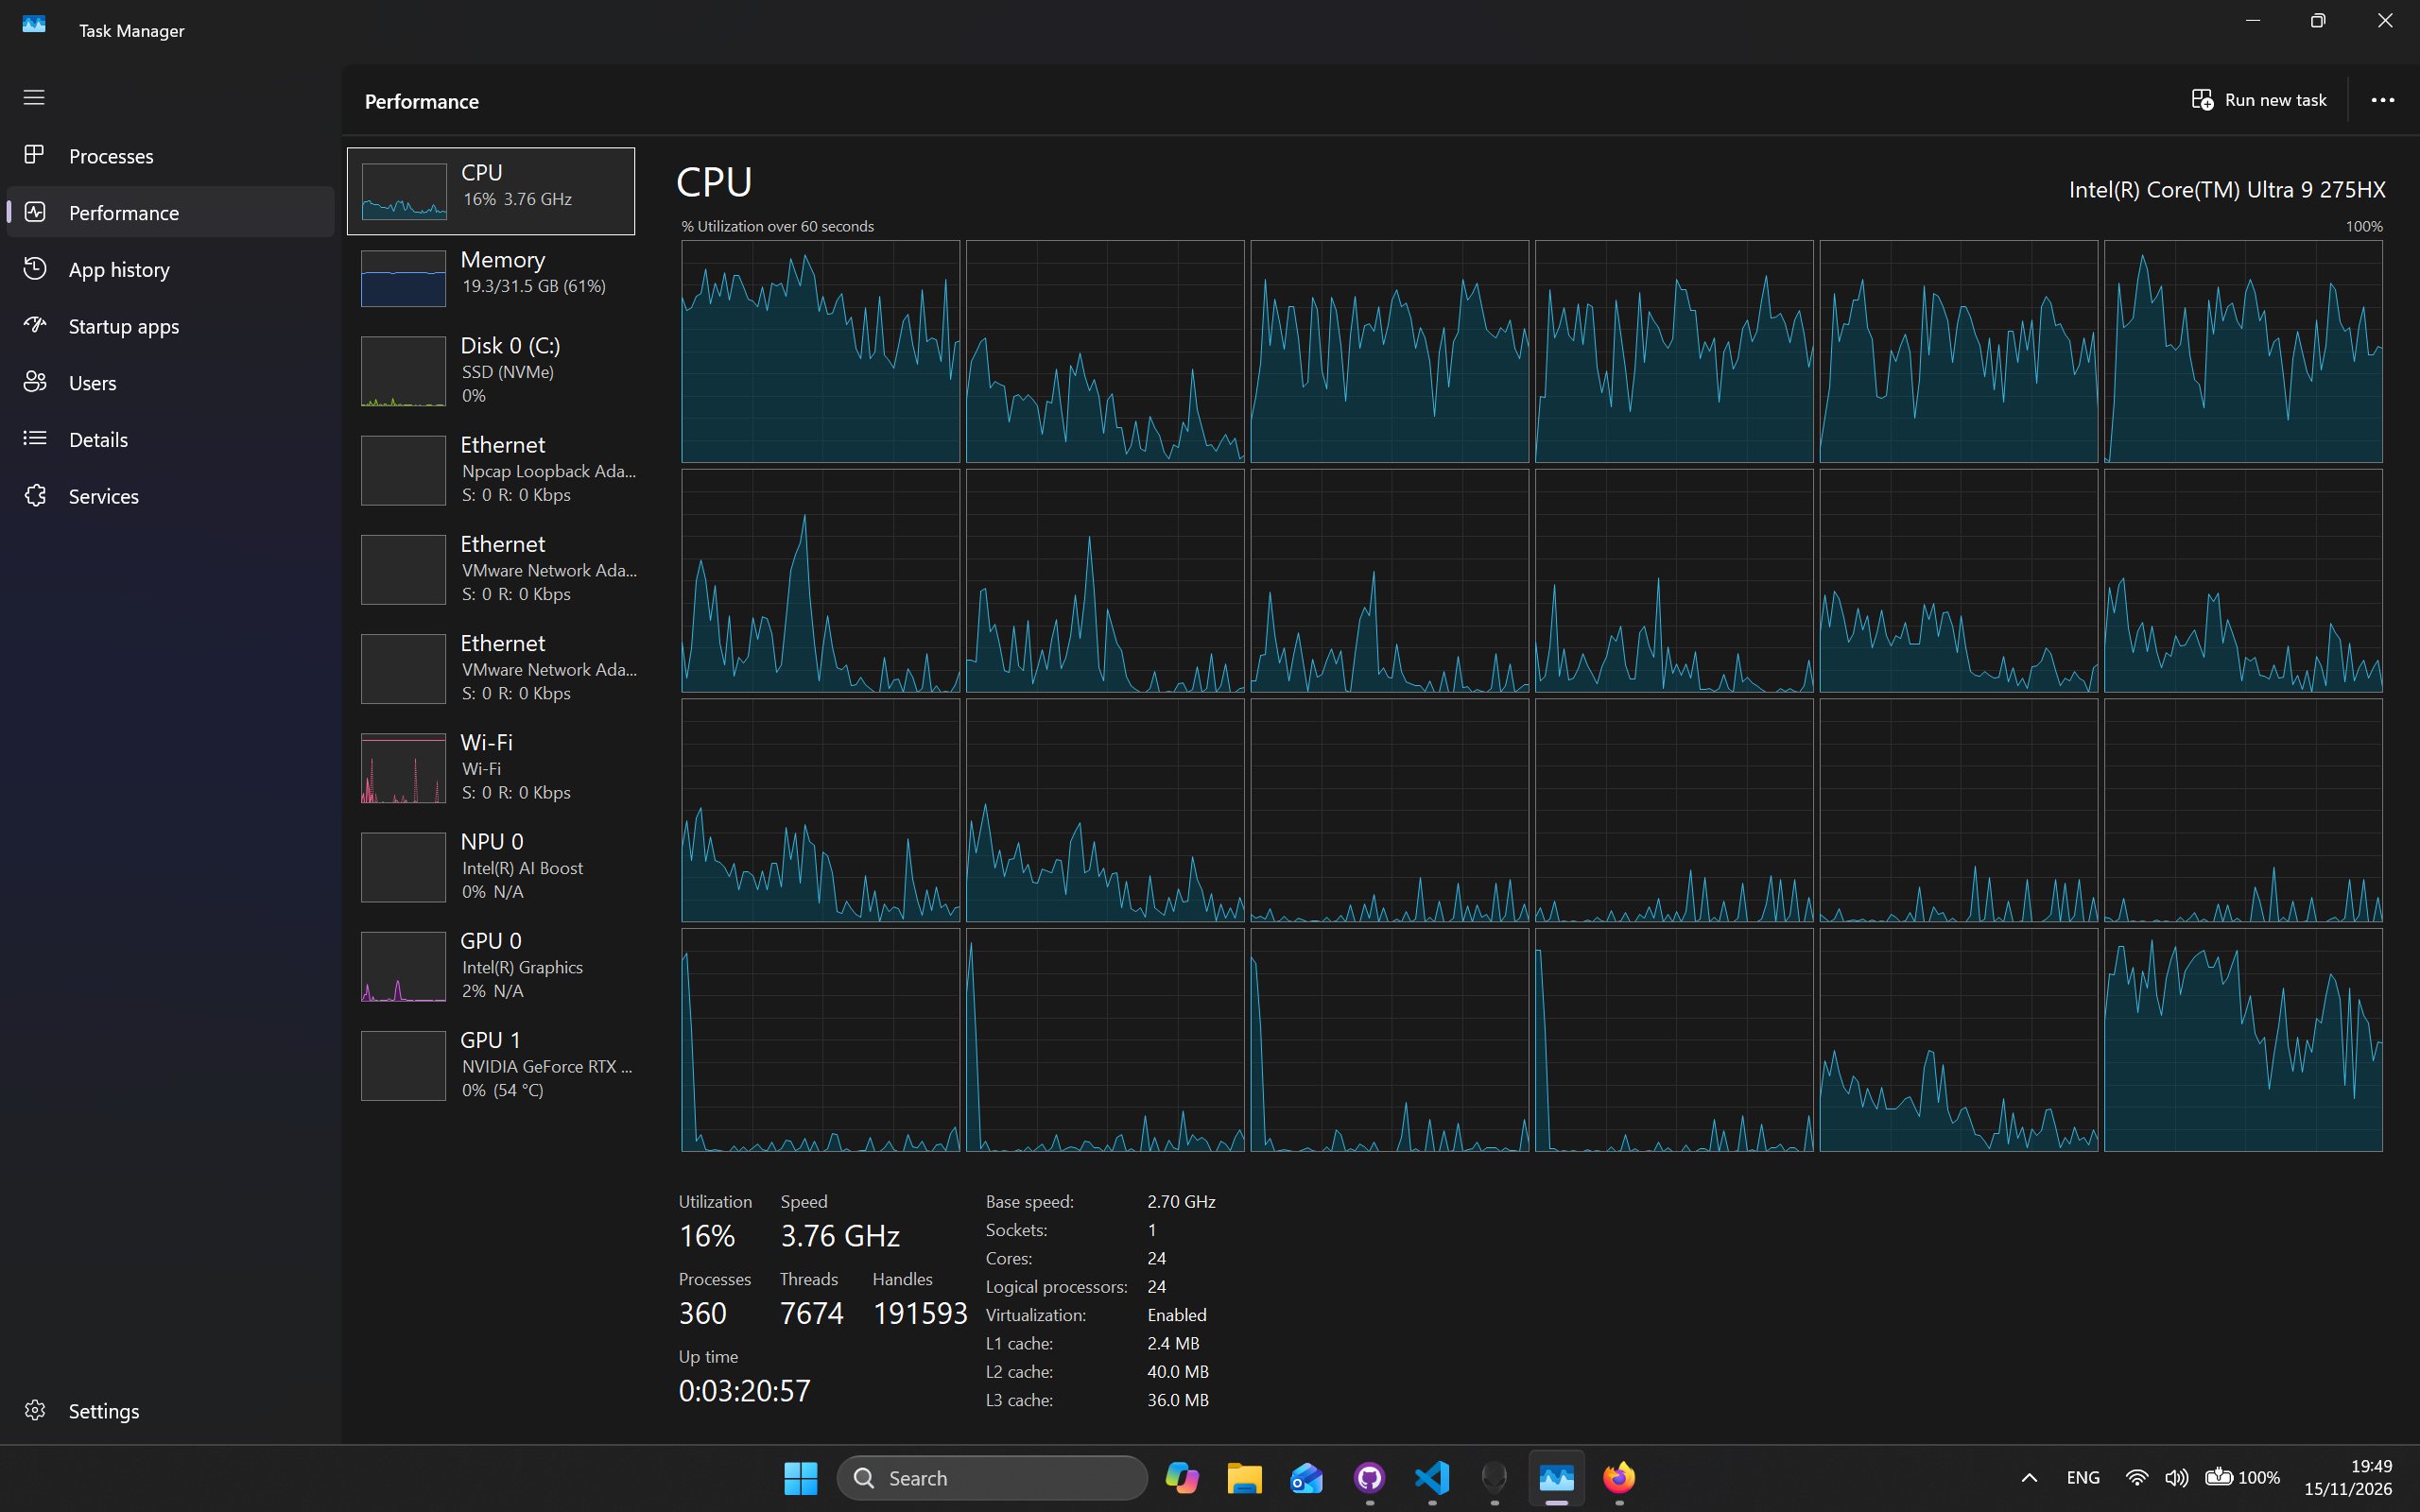 Task Manager
Performance
Run new task
Processes
Performance
App history
Startup apps
Users
Details
Services
Settings
CPU
16% 3.76 GHz
Memory
19.3/31.5 GB (61%)
Disk 0 (C:)
SSD (NVMe)
0%
Ethernet
Npcap Loopback Ada...
S: 0 R: 0 Kbps
Ethernet
VMware Network Ada...
S: 0 R: 0 Kbps
Ethernet
VMware Network Ada...
S: 0 R: 0 Kbps
Wi-Fi
Wi-Fi
S: 0 R: 0 Kbps
NPU 0
Intel(R) AI Boost
0% N/A
GPU 0
Intel(R) Graphics
2% N/A
GPU 1
NVIDIA GeForce RTX ...
0% (54 °C)
CPU
Intel(R) Core(TM) Ultra 9 275HX
% Utilization over 60 seconds
100%
Utilization Speed
16% 3.76 GHz
Processes Threads Handles
360 7674 191593
Up time
0:03:20:57
Base speed: 2.70 GHz
Sockets: 1
Cores: 24
Logical processors: 24
Virtualization: Enabled
L1 cache: 2.4 MB
L2 cache: 40.0 MB
L3 cache: 36.0 MB
Search
ENG
100%
19:49
15/11/2026